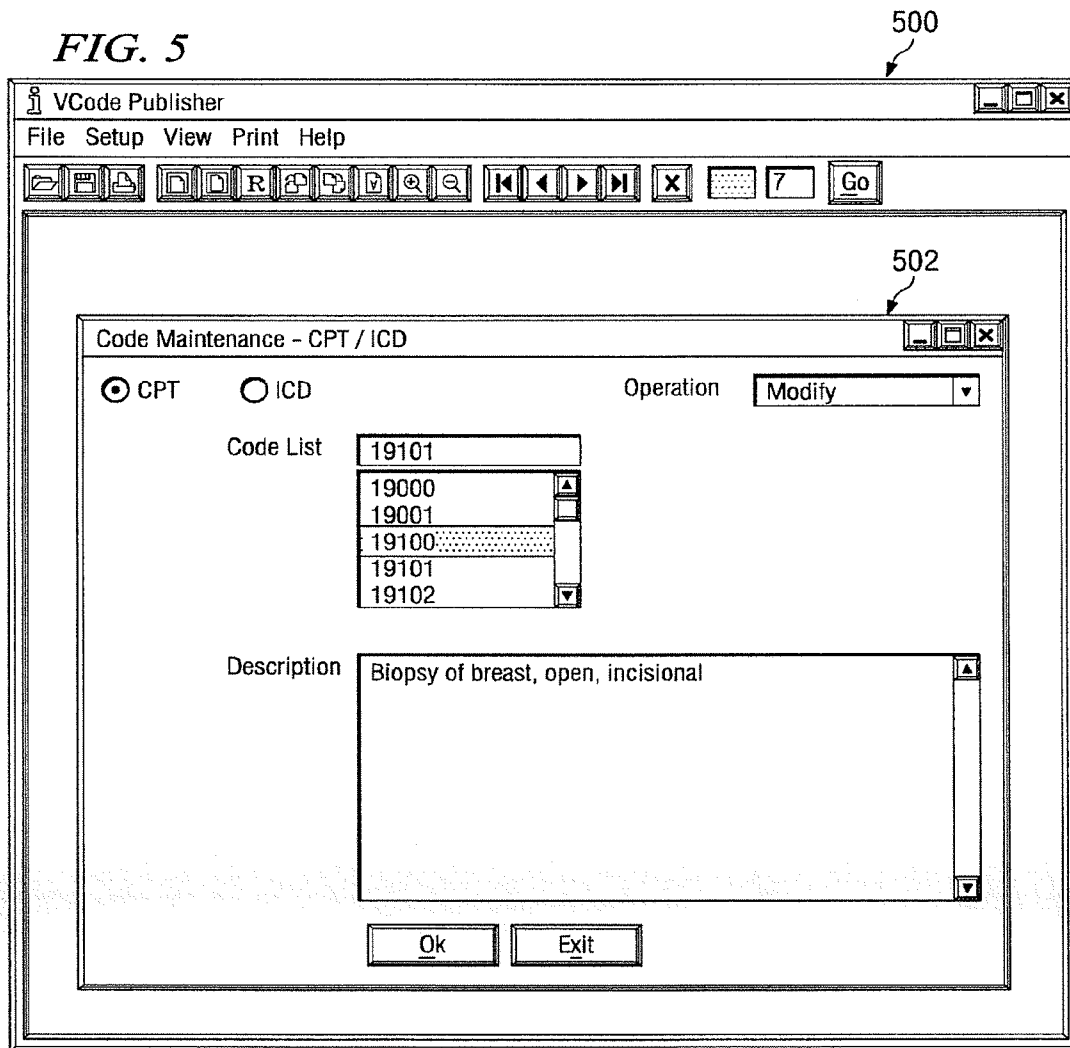 500
FIG. 5
VCode Publisher
File Setup View Print Help
R A 7 Go
502
Code Maintenance - CPT / ICD
CPT ICD Operation Modify
Code List 19101
19000
19001
19100
19101
19102
Description Biopsy of breast, open, incisional
Ok Exit